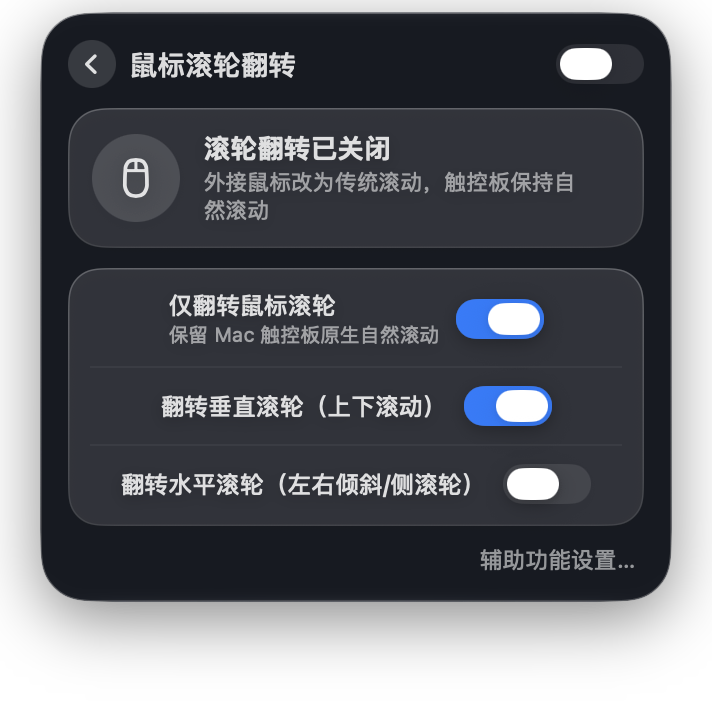 鼠标滚轮翻转
滚轮翻转已关闭
外接鼠标改为传统滚动，触控板保持自
然滚动
仅翻转鼠标滚轮
保留 Mac 触控板原生自然滚动
翻转垂直滚轮（上下滚动）
翻转水平滚轮（左右倾斜/侧滚轮）
辅助功能设置...